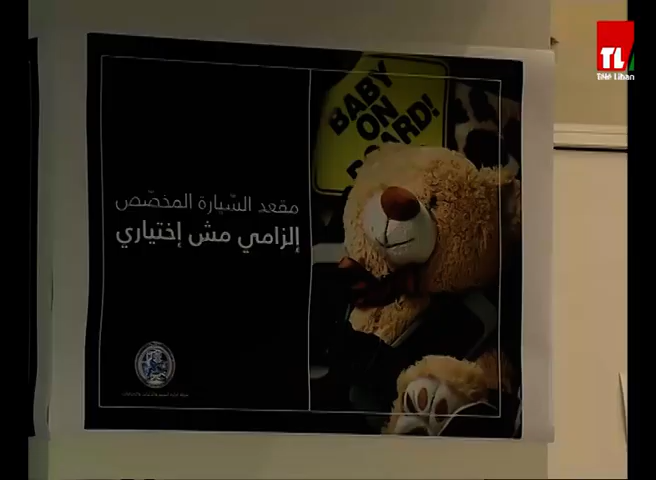 TL
Télé Liban
BABY
ON
BOARD!
مقعد السّيارة المخصّص
إلزامي مش إختياري